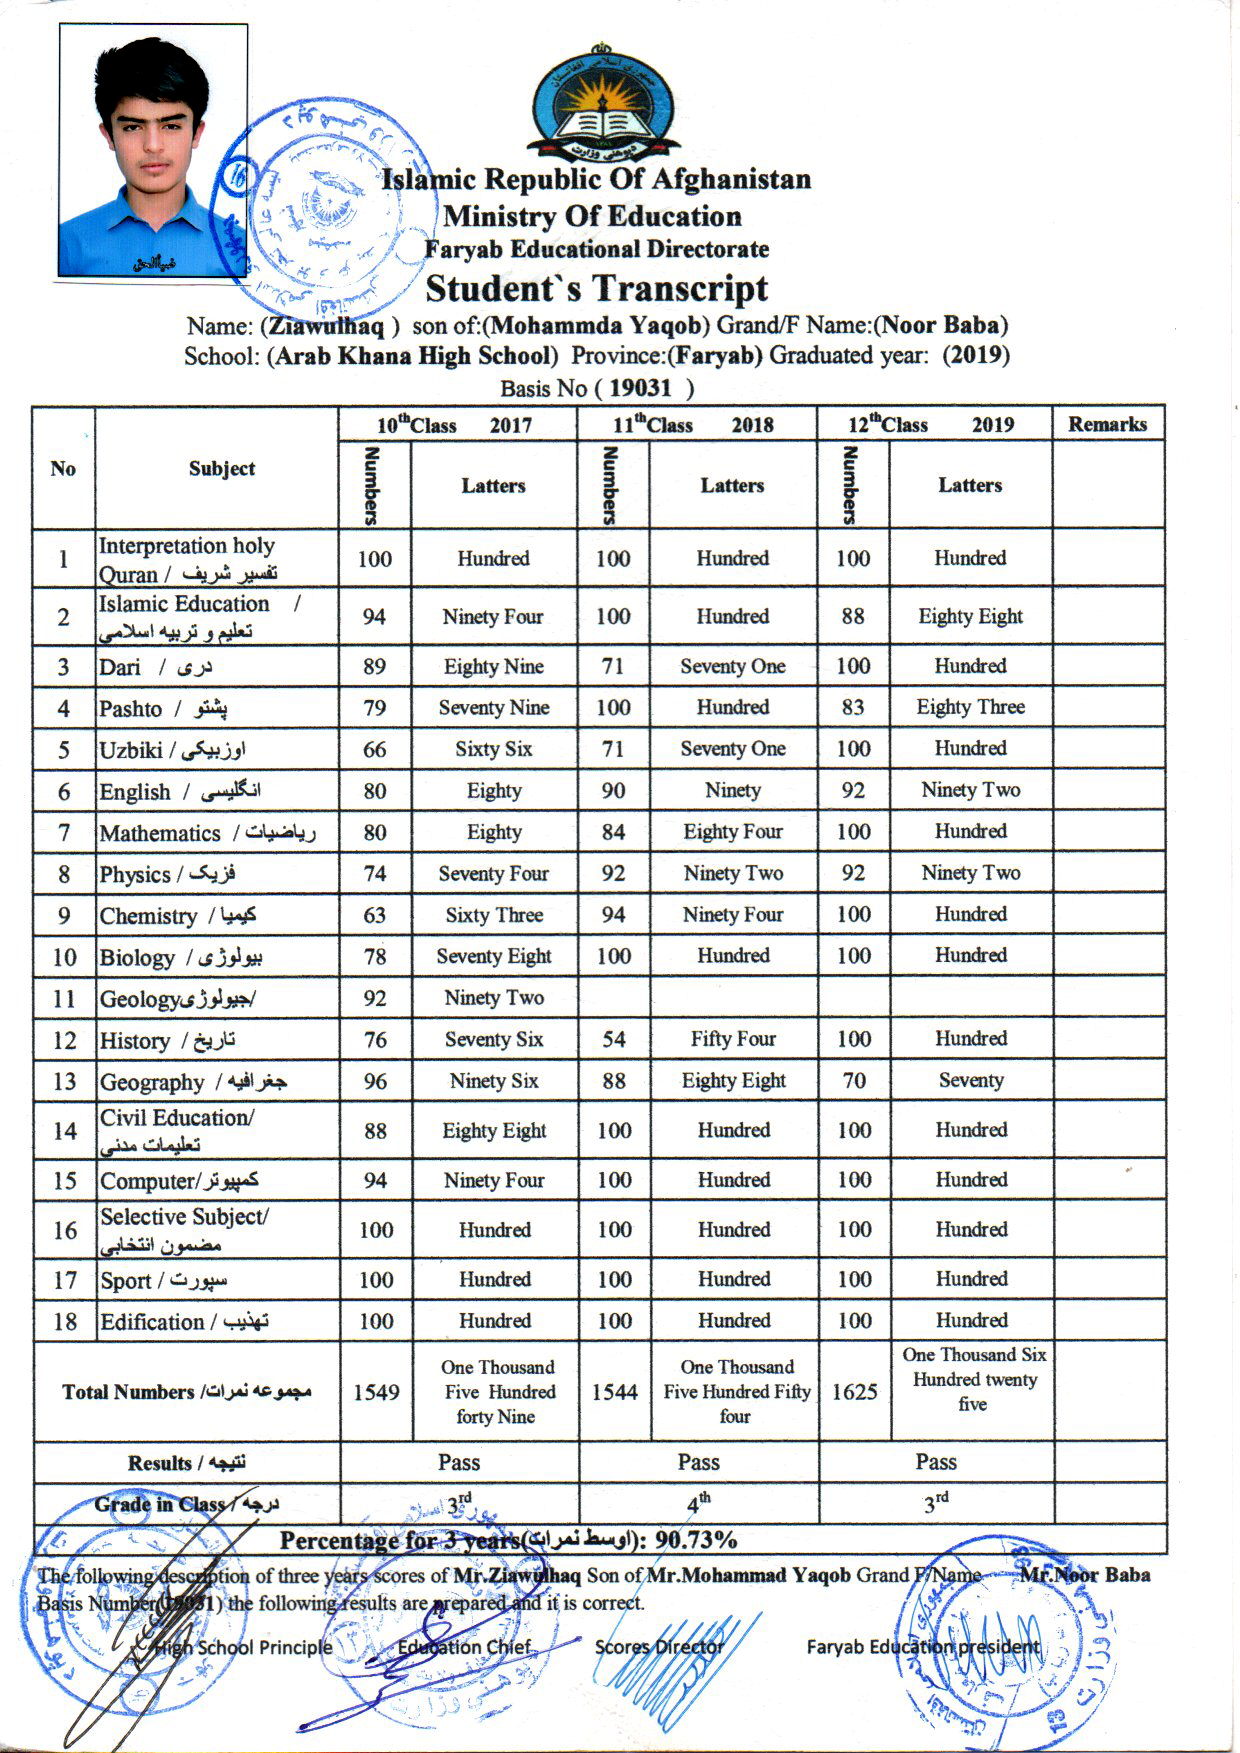 جمهوری اسلامی افغانستان
د پوهنی وزارت
ضیاالحق
Islamic Republic Of Afghanistan
Ministry Of Education
Faryab Educational Directorate
Student`s Transcript
Name: (Ziawulhaq ) son of:(Mohammda Yaqob) Grand/F Name:(Noor Baba)
School: (Arab Khana High School) Province:(Faryab) Graduated year: (2019)
Basis No ( 19031 )
No Subject 10thClass 2017 11thClass 2018 12thClass 2019 Remarks
Numbers Latters Numbers Latters Numbers Latters
1 Interpretation holy Quran / تفسیر شریف 100 Hundred 100 Hundred 100 Hundred
2 Islamic Education / تعلیم و تربیه اسلامی 94 Ninety Four 100 Hundred 88 Eighty Eight
3 Dari / دری 89 Eighty Nine 71 Seventy One 100 Hundred
4 Pashto / پشتو 79 Seventy Nine 100 Hundred 83 Eighty Three
5 Uzbiki / اوزبیکی 66 Sixty Six 71 Seventy One 100 Hundred
6 English / انگلیسی 80 Eighty 90 Ninety 92 Ninety Two
7 Mathematics / ریاضیات 80 Eighty 84 Eighty Four 100 Hundred
8 Physics / فزیک 74 Seventy Four 92 Ninety Two 92 Ninety Two
9 Chemistry / کیمیا 63 Sixty Three 94 Ninety Four 100 Hundred
10 Biology / بیولوژی 78 Seventy Eight 100 Hundred 100 Hundred
11 Geologyجیولوژی/ 92 Ninety Two
12 History / تاریخ 76 Seventy Six 54 Fifty Four 100 Hundred
13 Geography / جغرافیه 96 Ninety Six 88 Eighty Eight 70 Seventy
14 Civil Education/ تعلیمات مدنی 88 Eighty Eight 100 Hundred 100 Hundred
15 Computer/کمپیوتر 94 Ninety Four 100 Hundred 100 Hundred
16 Selective Subject/ مضمون انتخابی 100 Hundred 100 Hundred 100 Hundred
17 Sport / سپورت 100 Hundred 100 Hundred 100 Hundred
18 Edification / تهذیب 100 Hundred 100 Hundred 100 Hundred
Total Numbers /مجموعه نمرات 1549 One Thousand Five Hundred forty Nine 1544 One Thousand Five Hundred Fifty four 1625 One Thousand Six Hundred twenty five
Results / نتیجه Pass Pass Pass
Grade in Class / درجه 3rd 4th 3rd
Percentage for 3 years(اوسط نمرات): 90.73%
The following description of three years scores of Mr.Ziawulhaq Son of Mr.Mohammad Yaqob Grand F/Name Mr.Noor Baba
Basis Number(19031) the following results are prepared and it is correct.
High School Principle Education Chief Scores Director Faryab Education president